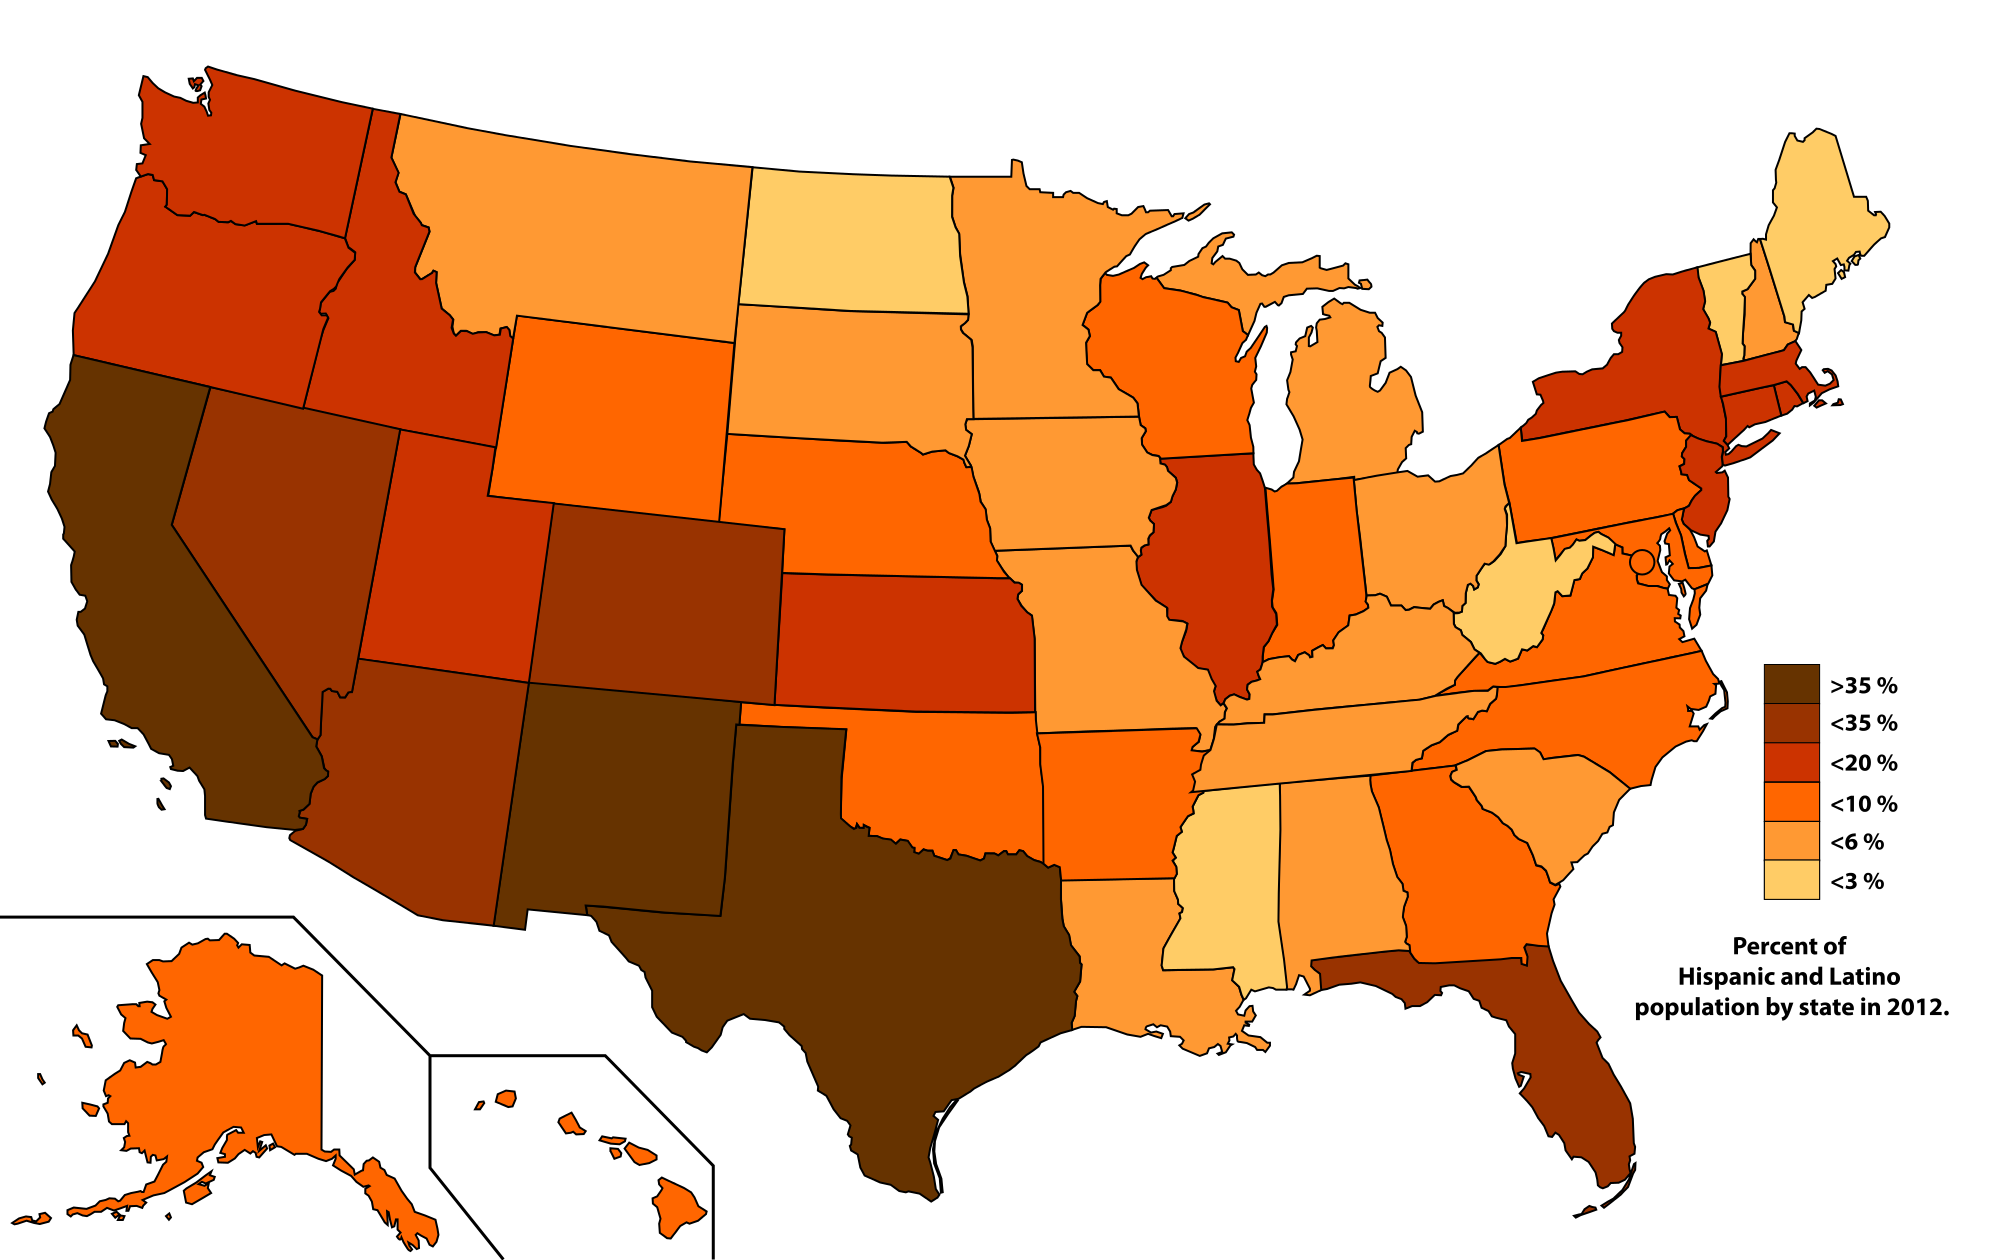 >35 %
<35 %
<20 %
<10 %
<6 %
<3 %
Percent of
Hispanic and Latino
population by state in 2012.